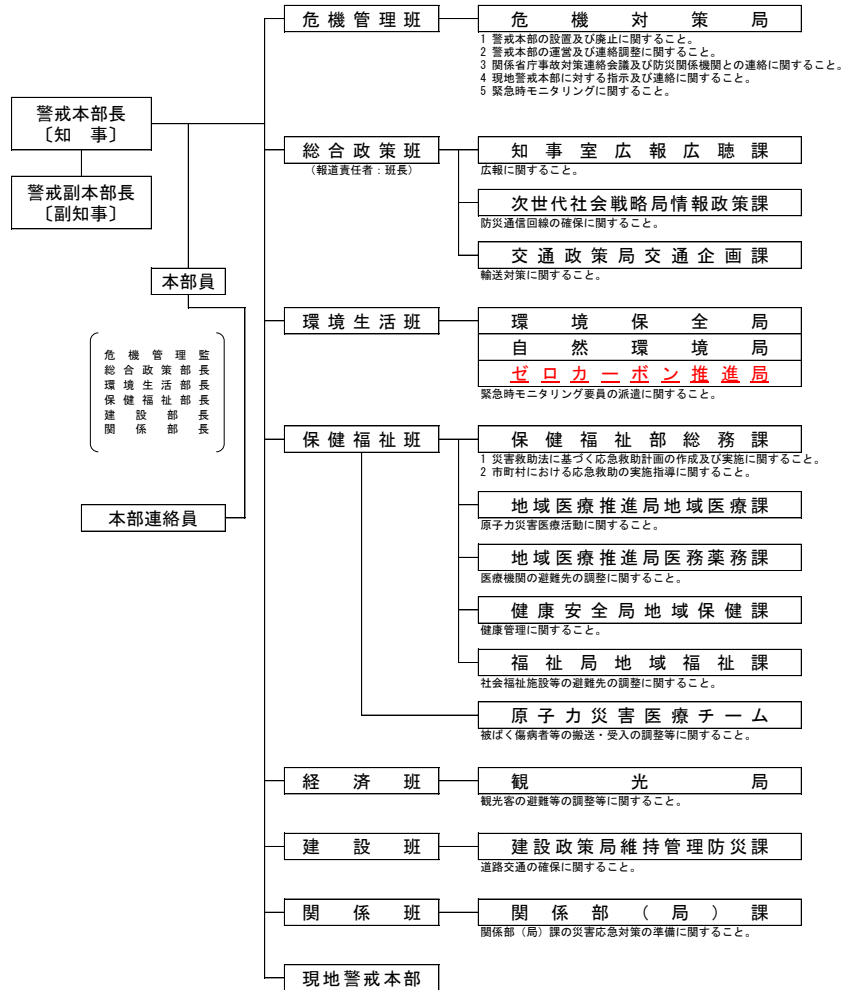 警戒本部長
〔知　事〕
警戒副本部長
〔副知事〕
本部員
危機管理監
総合政策部長
環境生活部長
保健福祉部長
建設部長
関係部長
本部連絡員
危機管理班
危機対策局
1 警戒本部の設置及び廃止に関すること。
2 警戒本部の運営及び連絡調整に関すること。
3 関係省庁事故対策連絡会議及び防災関係機関との連絡に関すること。
4 現地警戒本部に対する指示及び連絡に関すること。
5 緊急時モニタリングに関すること。
総合政策班
（報道責任者：班長）
知事室広報広聴課
広報に関すること。
次世代社会戦略局情報政策課
防災通信回線の確保に関すること。
交通政策局交通企画課
輸送対策に関すること。
環境生活班
環境保全局
自然環境局
ゼロカーボン推進局
緊急時モニタリング要員の派遣に関すること。
保健福祉班
保健福祉部総務課
1 災害救助法に基づく応急救助計画の作成及び実施に関すること。
2 市町村における応急救助の実施指導に関すること。
地域医療推進局地域医療課
原子力災害医療活動に関すること。
地域医療推進局医務薬務課
医療機関の避難先の調整に関すること。
健康安全局地域保健課
健康管理に関すること。
福祉局地域福祉課
社会福祉施設等の避難先の調整に関すること。
原子力災害医療チーム
被ばく傷病者等の搬送・受入の調整等に関すること。
経済班
観光局
観光客の避難等の調整等に関すること。
建設班
建設政策局維持管理防災課
道路交通の確保に関すること。
関係班
関係部（局）課
関係部（局）課の災害応急対策の準備に関すること。
現地警戒本部